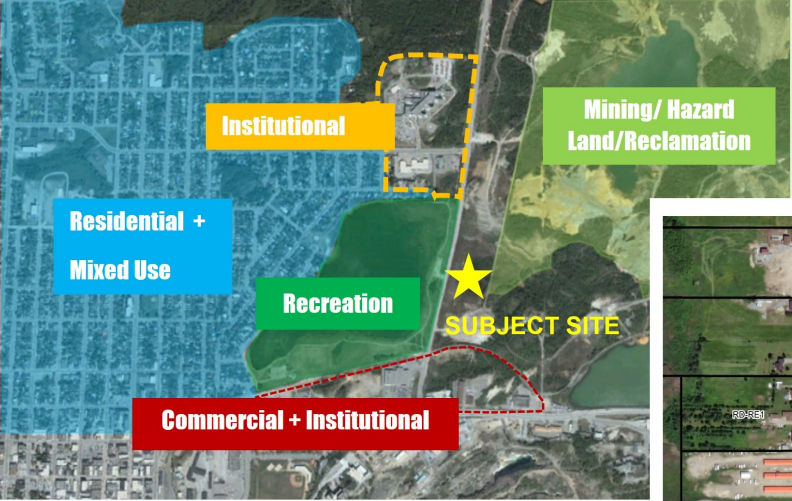 Institutional
Mining/ Hazard
Land/Reclamation
Residential +
Mixed Use
Recreation
SUBJECT SITE
Commercial + Institutional
RD-RE1